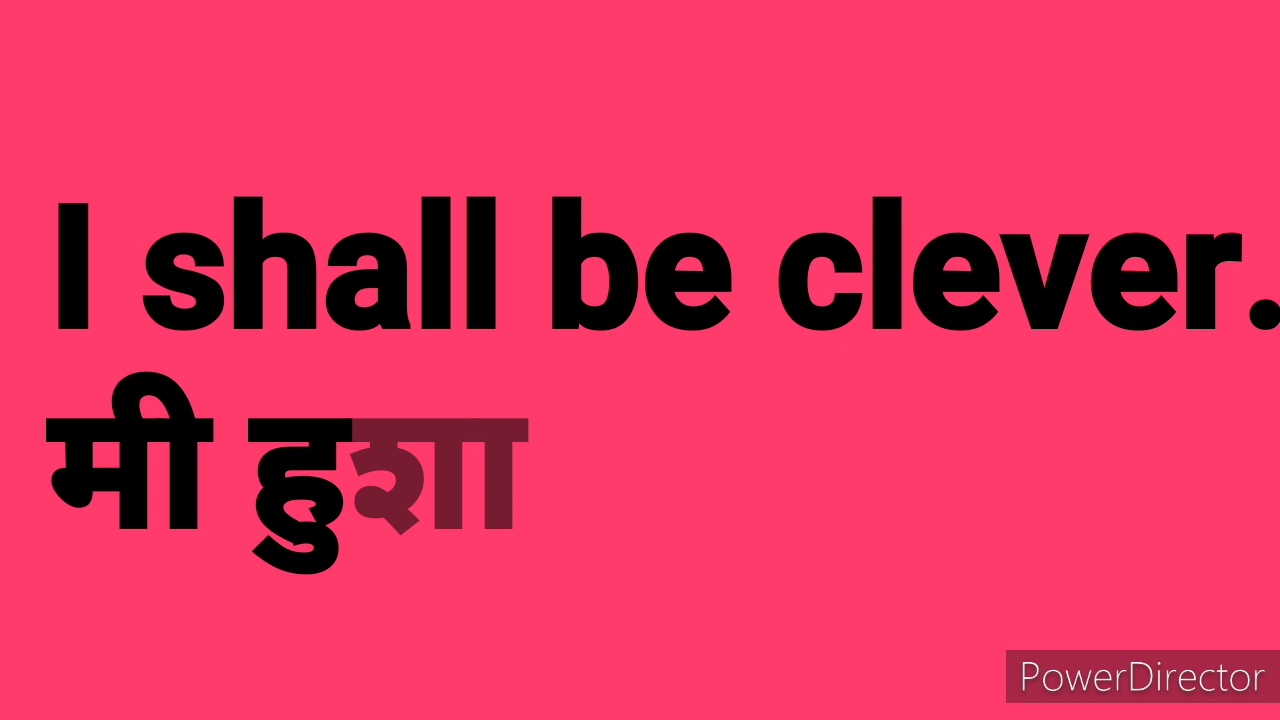 I shall be clever.
मी हुशा
PowerDirector